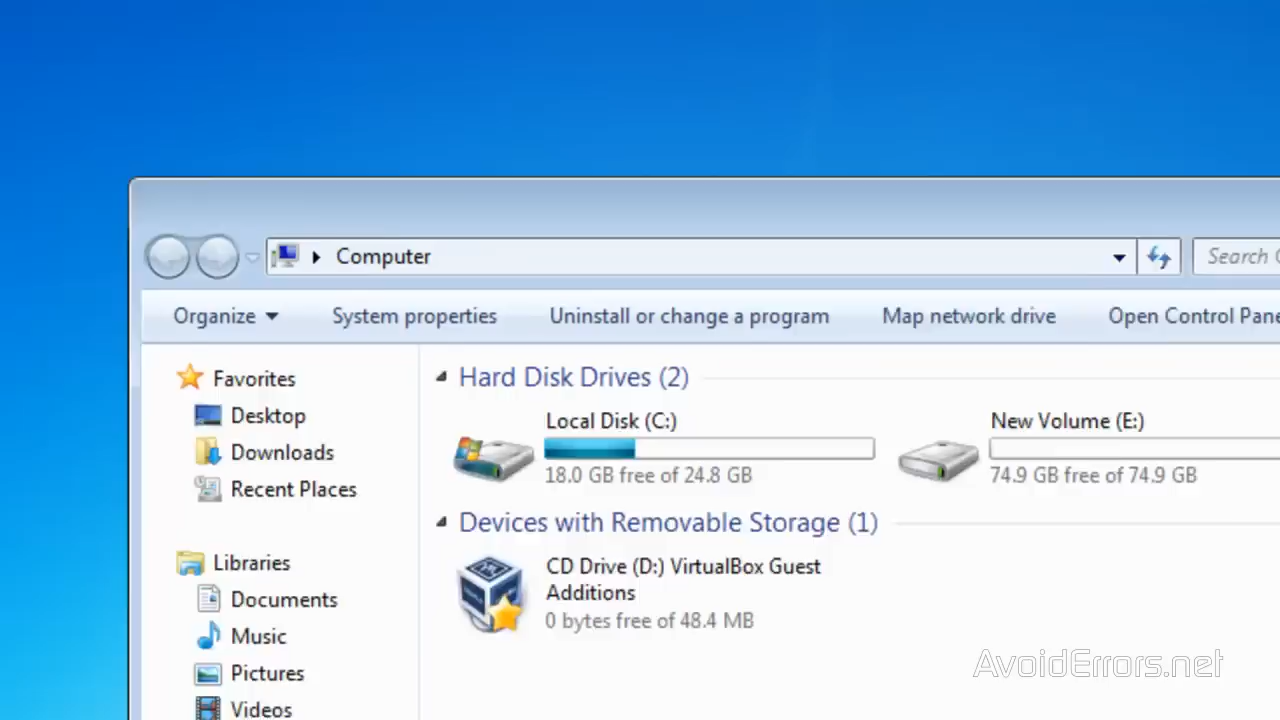 Computer
Search
Organize
System properties
Uninstall or change a program
Map network drive
Open Control Pane
Favorites
Desktop
Downloads
Recent Places
Libraries
Documents
Music
Pictures
Videos
Hard Disk Drives (2)
Local Disk (C:)
18.0 GB free of 24.8 GB
New Volume (E:)
74.9 GB free of 74.9 GB
Devices with Removable Storage (1)
CD Drive (D:) VirtualBox Guest
Additions
0 bytes free of 48.4 MB
AvoidErrors.net